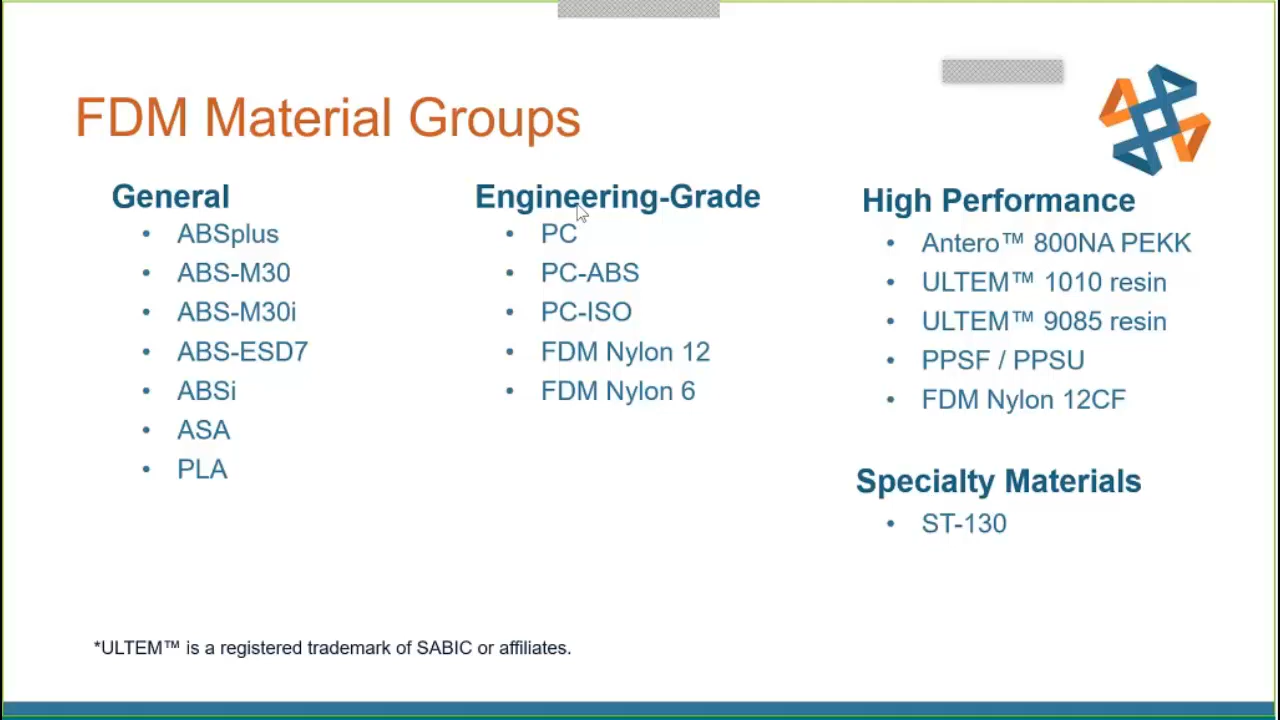 FDM Material Groups
General
• ABSplus
• ABS-M30
• ABS-M30i
• ABS-ESD7
• ABSi
• ASA
• PLA
Engineering-Grade
• PC
• PC-ABS
• PC-ISO
• FDM Nylon 12
• FDM Nylon 6
High Performance
• Antero™ 800NA PEKK
• ULTEM™ 1010 resin
• ULTEM™ 9085 resin
• PPSF / PPSU
• FDM Nylon 12CF
Specialty Materials
• ST-130
*ULTEM™ is a registered trademark of SABIC or affiliates.